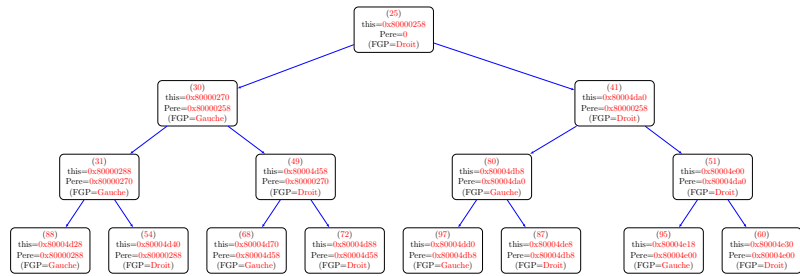 (25)
this=0x80000258
Pere=0
(FGP=Droit)
(30)
this=0x80000270
Pere=0x80000258
(FGP=Gauche)
(41)
this=0x80004da0
Pere=0x80000258
(FGP=Droit)
(31)
this=0x80000288
Pere=0x80000270
(FGP=Gauche)
(49)
this=0x80004d58
Pere=0x80000270
(FGP=Droit)
(80)
this=0x80004db8
Pere=0x80004da0
(FGP=Gauche)
(51)
this=0x80004e00
Pere=0x80004da0
(FGP=Droit)
(88)
this=0x80004d28
Pere=0x80000288
(FGP=Gauche)
(54)
this=0x80004d40
Pere=0x80000288
(FGP=Droit)
(68)
this=0x80004d70
Pere=0x80004d58
(FGP=Gauche)
(72)
this=0x80004d88
Pere=0x80004d58
(FGP=Droit)
(97)
this=0x80004dd0
Pere=0x80004db8
(FGP=Gauche)
(87)
this=0x80004de8
Pere=0x80004db8
(FGP=Droit)
(95)
this=0x80004e18
Pere=0x80004e00
(FGP=Gauche)
(60)
this=0x80004e30
Pere=0x80004e00
(FGP=Droit)